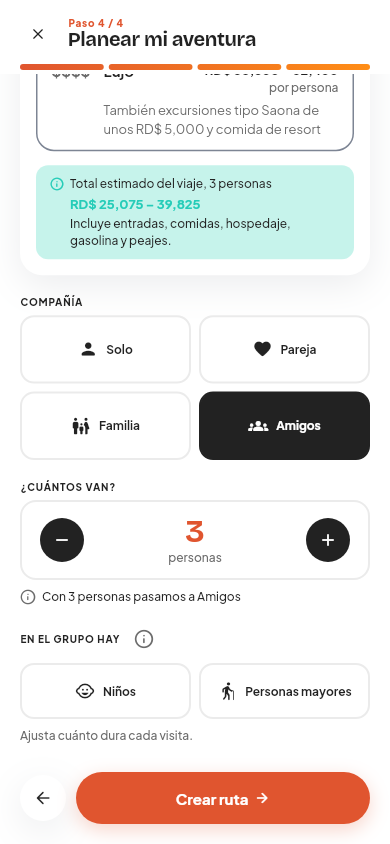 Paso 4 / 4
Planear mi aventura
por persona
También excursiones tipo Saona de
unos RD$ 5,000 y comida de resort
Total estimado del viaje, 3 personas
RD$ 25,075 – 39,825
Incluye entradas, comidas, hospedaje,
gasolina y peajes.
COMPAÑÍA
Solo
Pareja
Familia
Amigos
¿CUÁNTOS VAN?
3
personas
Con 3 personas pasamos a Amigos
EN EL GRUPO HAY
Niños
Personas mayores
Ajusta cuánto dura cada visita.
Crear ruta